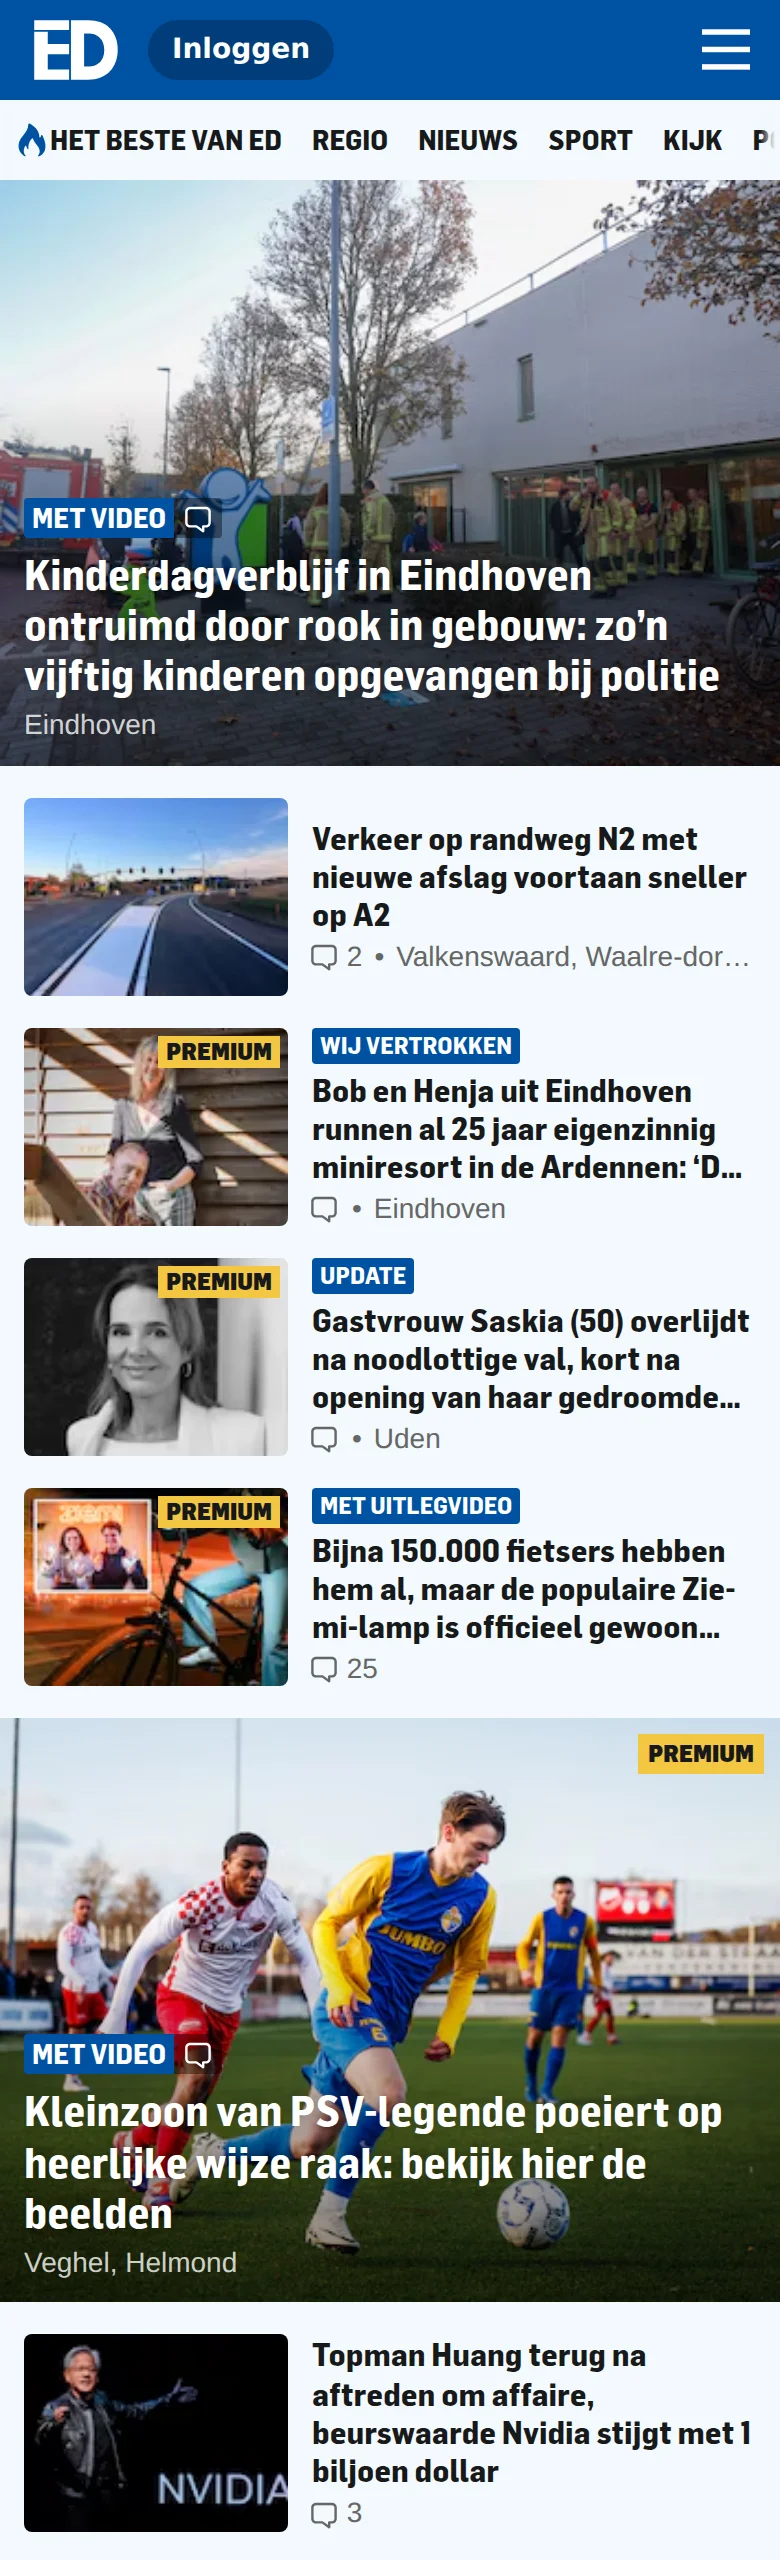 ED
Inloggen
HET BESTE VAN ED
REGIO
NIEUWS
SPORT
KIJK
MET VIDEO
Kinderdagverblijf in Eindhoven
ontruimd door rook in gebouw: zo’n
vijftig kinderen opgevangen bij politie
Eindhoven
Verkeer op randweg N2 met
nieuwe afslag voortaan sneller
op A2
2 • Valkenswaard, Waalre-dor…
PREMIUM
WIJ VERTROKKEN
Bob en Henja uit Eindhoven
runnen al 25 jaar eigenzinnig
miniresort in de Ardennen: ‘D…
• Eindhoven
PREMIUM
UPDATE
Gastvrouw Saskia (50) overlijdt
na noodlottige val, kort na
opening van haar gedroomde…
• Uden
PREMIUM
MET UITLEGVIDEO
Bijna 150.000 fietsers hebben
hem al, maar de populaire Zie-
mi-lamp is officieel gewoon…
25
PREMIUM
JUMBO
MET VIDEO
Kleinzoon van PSV-legende poeiert op
heerlijke wijze raak: bekijk hier de
beelden
Veghel, Helmond
NVIDIA
Topman Huang terug na
aftreden om affaire,
beurswaarde Nvidia stijgt met 1
biljoen dollar
3